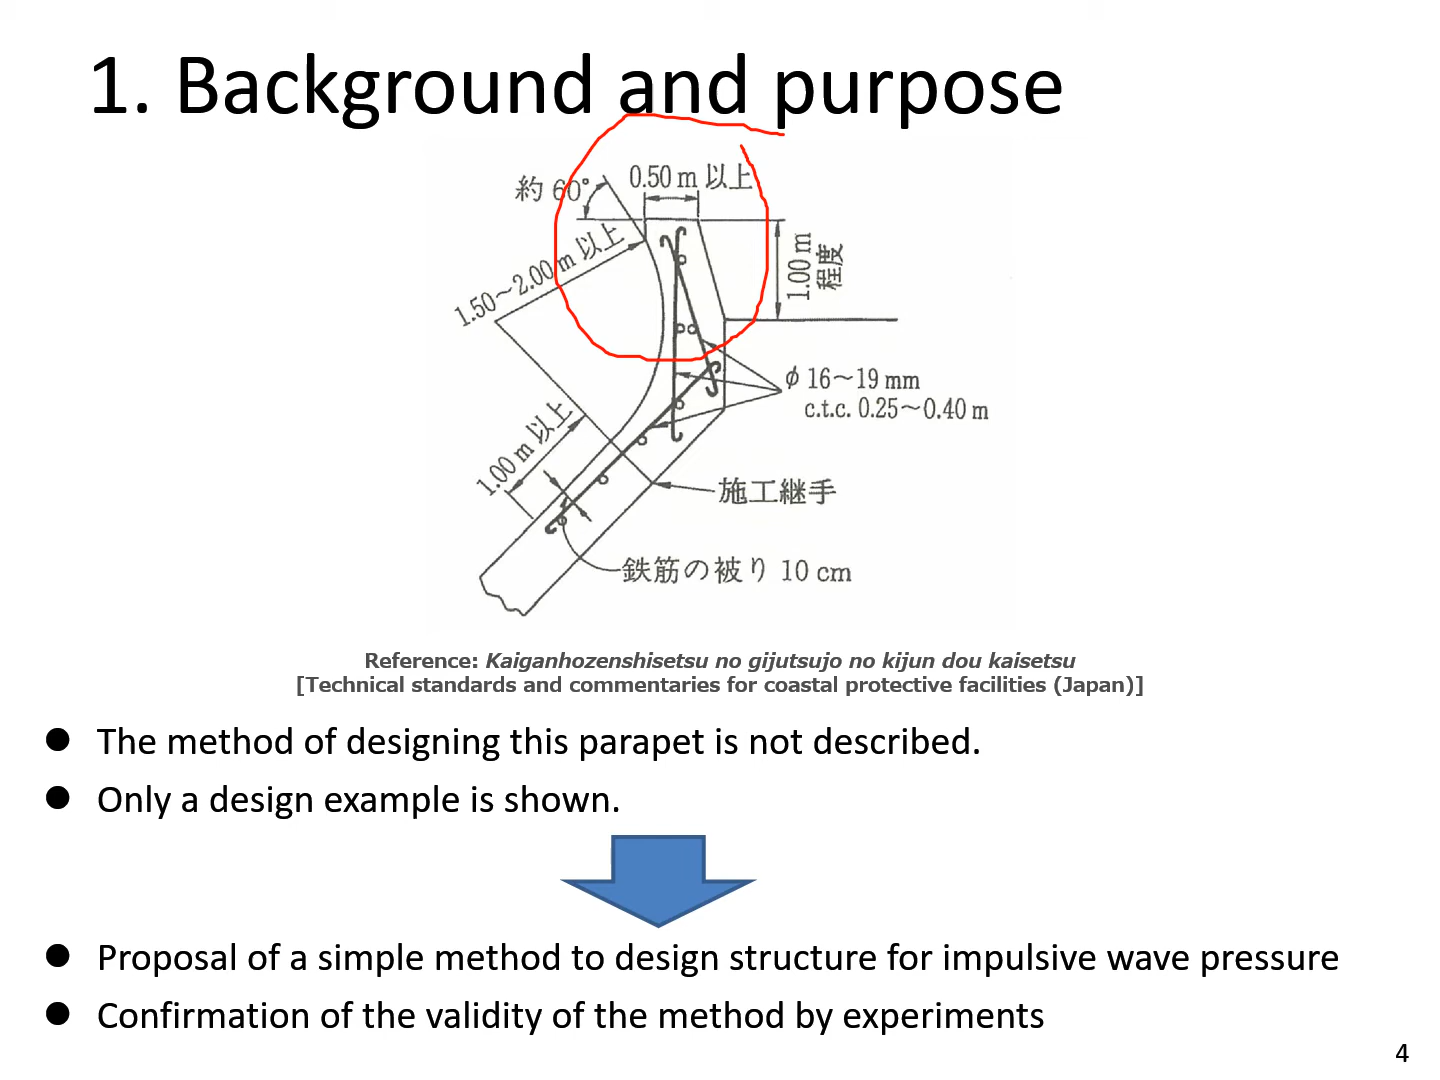 1. Background and purpose
約 60°
0.50 m 以上
1.50～2.00 m 以上
1.00 m
程度
φ 16～19 mm
c.t.c. 0.25～0.40 m
1.00 m 以上
施工継手
鉄筋の被り 10 cm
Reference: Kaiganhozenshisetsu no gijutsujo no kijun dou kaisetsu
[Technical standards and commentaries for coastal protective facilities (Japan)]
● The method of designing this parapet is not described.
● Only a design example is shown.
● Proposal of a simple method to design structure for impulsive wave pressure
● Confirmation of the validity of the method by experiments
4